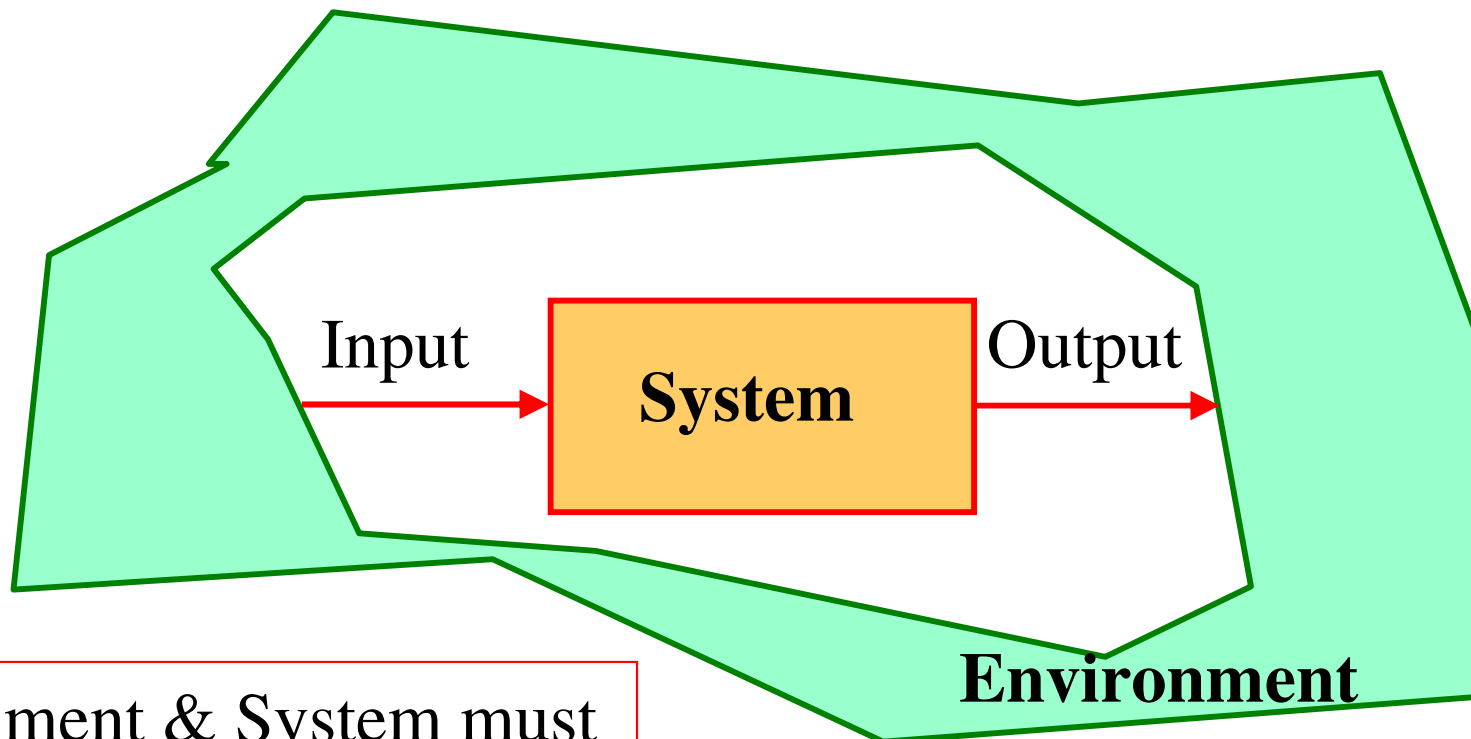 Input
Output
System
Environment
ment & System must